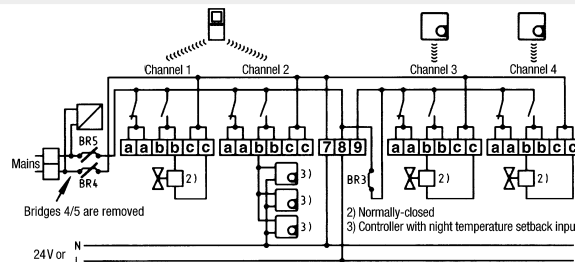 Channel 1
Channel 2
Channel 3
Channel 4
BR5
Mains
BR4
a a b b c c
a a b b c c
7 8 9
a a b b c c
a a b b c c
2)
3)
3)
3)
BR3
2)
2)
Bridges 4/5 are removed
2) Normally-closed
3) Controller with night temperature setback inpu
N
24 V or
L